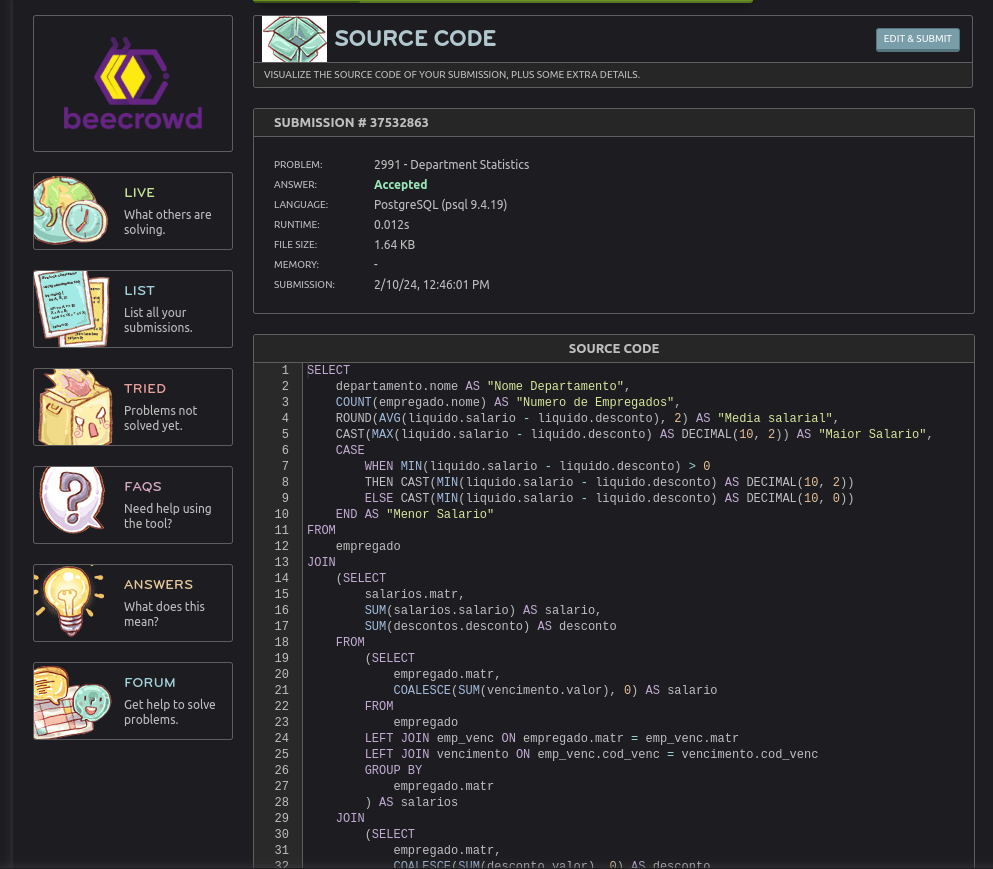 beecrowd
LIVE
What others are
solving.
LIST
List all your
submissions.
TRIED
Problems not
solved yet.
FAQS
Need help using
the tool?
ANSWERS
What does this
mean?
FORUM
Get help to solve
problems.
SOURCE CODE
EDIT & SUBMIT
VISUALIZE THE SOURCE CODE OF YOUR SUBMISSION, PLUS SOME EXTRA DETAILS.
SUBMISSION # 37532863
PROBLEM: 2991 - Department Statistics
ANSWER: Accepted
LANGUAGE: PostgreSQL (psql 9.4.19)
RUNTIME: 0.012s
FILE SIZE: 1.64 KB
MEMORY: -
SUBMISSION: 2/10/24, 12:46:01 PM
SOURCE CODE
1 SELECT
2     departamento.nome AS "Nome Departamento",
3     COUNT(empregado.nome) AS "Numero de Empregados",
4     ROUND(AVG(liquido.salario - liquido.desconto), 2) AS "Media salarial",
5     CAST(MAX(liquido.salario - liquido.desconto) AS DECIMAL(10, 2)) AS "Maior Salario",
6     CASE
7         WHEN MIN(liquido.salario - liquido.desconto) > 0
8         THEN CAST(MIN(liquido.salario - liquido.desconto) AS DECIMAL(10, 2))
9         ELSE CAST(MIN(liquido.salario - liquido.desconto) AS DECIMAL(10, 0))
10     END AS "Menor Salario"
11 FROM
12     empregado
13 JOIN
14     (SELECT
15         salarios.matr,
16         SUM(salarios.salario) AS salario,
17         SUM(descontos.desconto) AS desconto
18     FROM
19         (SELECT
20             empregado.matr,
21             COALESCE(SUM(vencimento.valor), 0) AS salario
22         FROM
23             empregado
24         LEFT JOIN emp_venc ON empregado.matr = emp_venc.matr
25         LEFT JOIN vencimento ON emp_venc.cod_venc = vencimento.cod_venc
26         GROUP BY
27             empregado.matr
28         ) AS salarios
29     JOIN
30         (SELECT
31             empregado.matr,
32             COALESCE(SUM(desconto.valor), 0) AS desconto